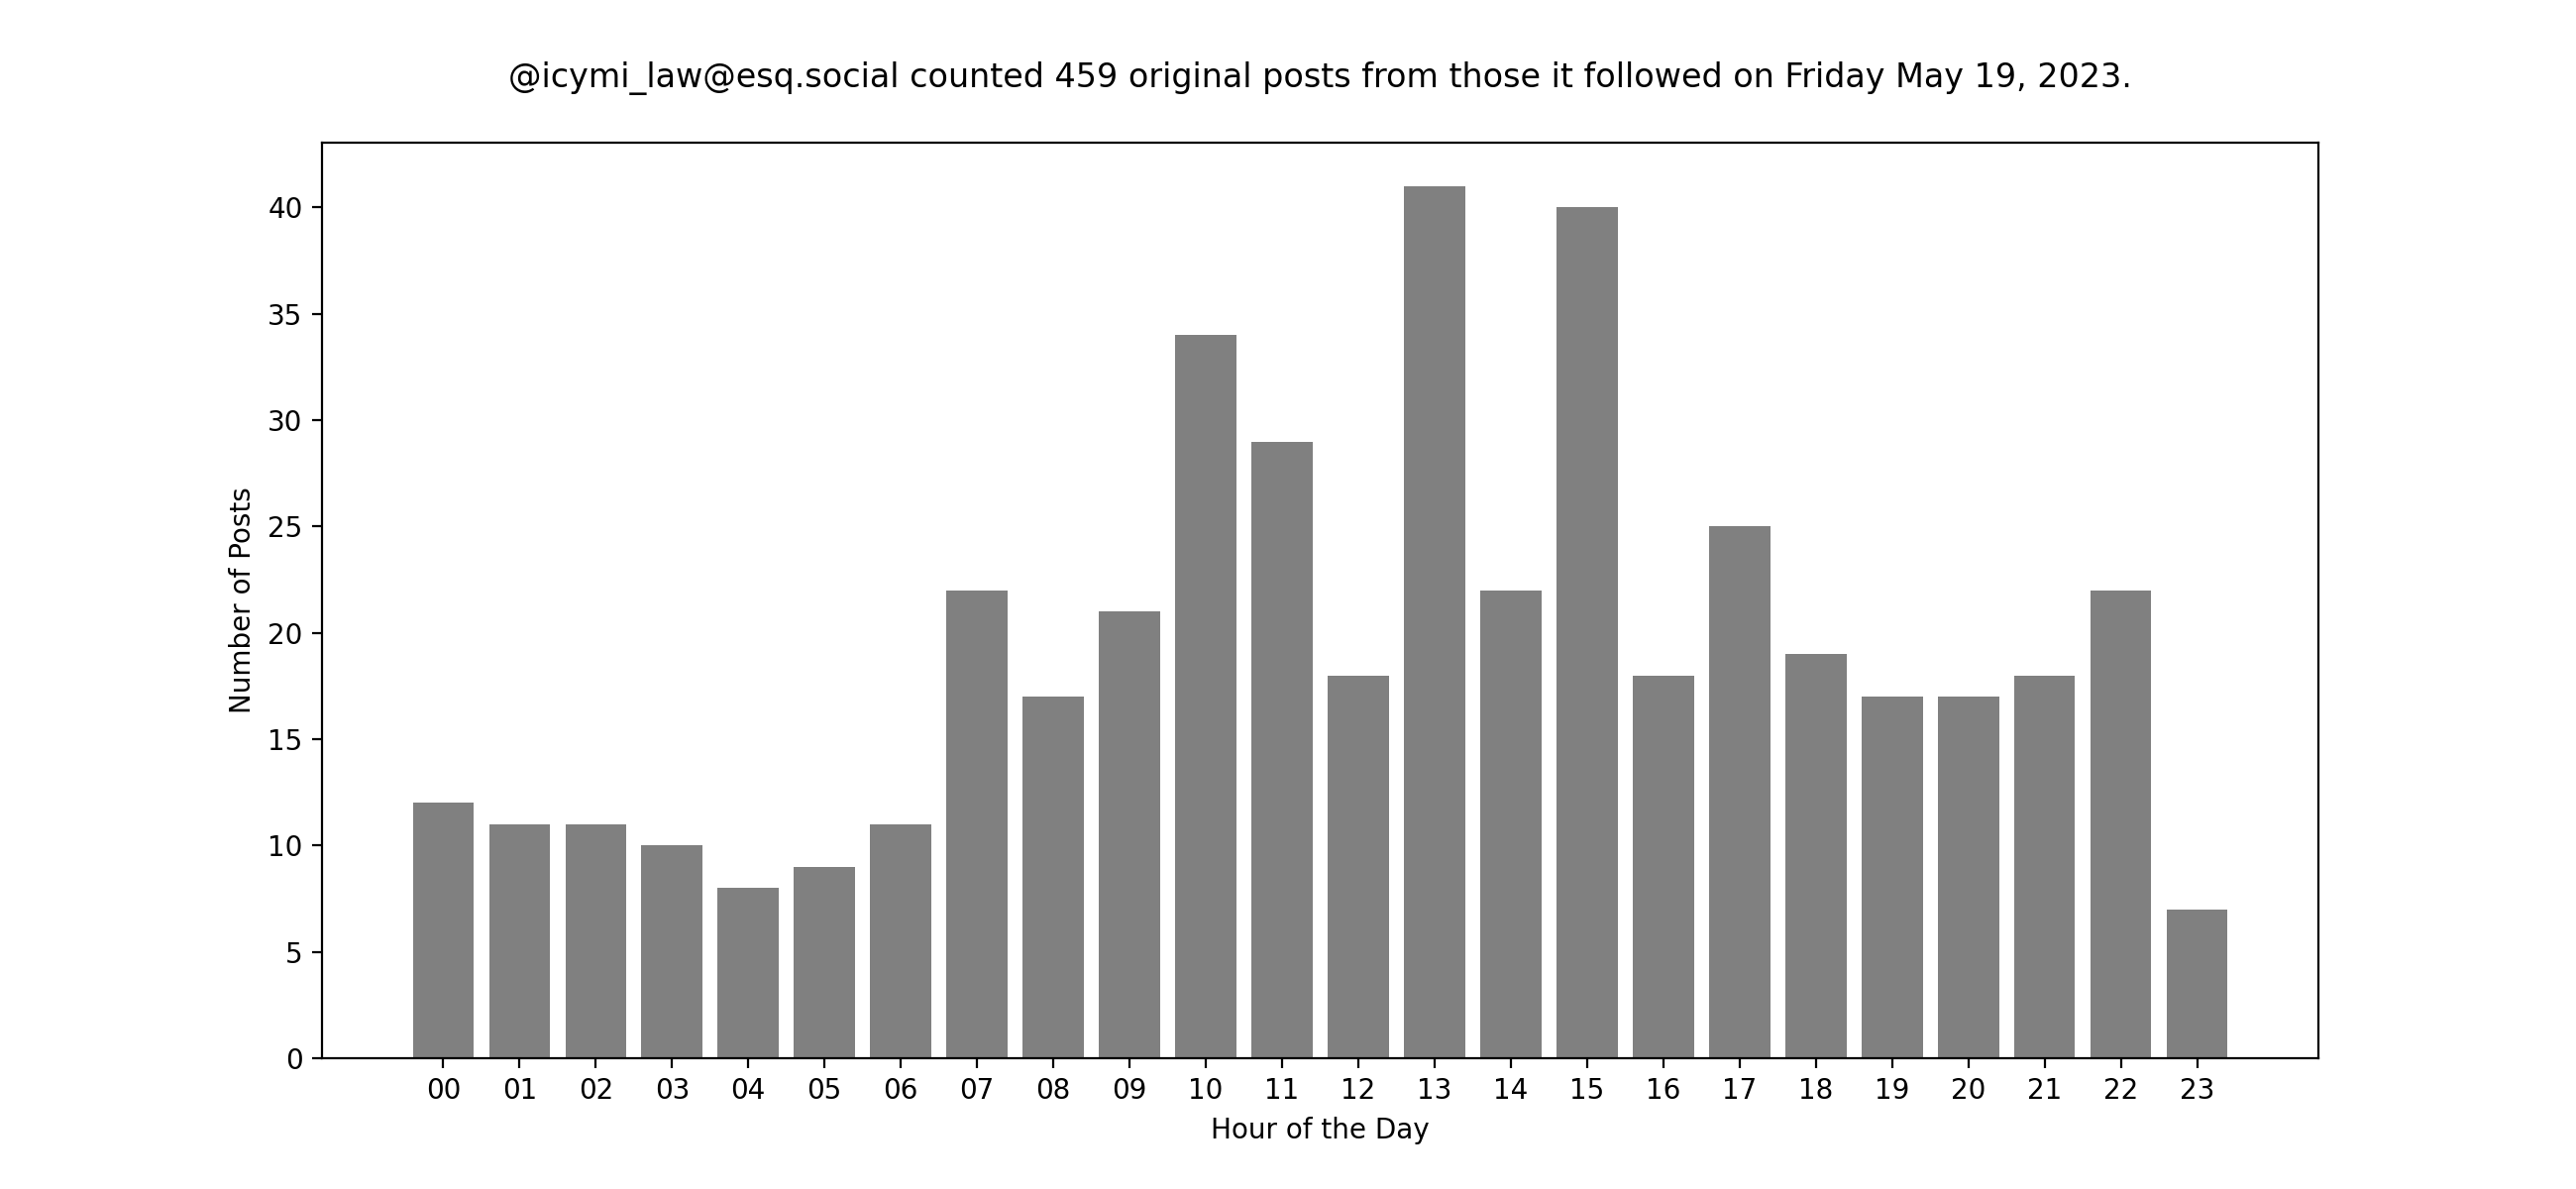 @icymi_law@esq.social counted 459 original posts from those it followed on Friday May 19, 2023.
40
35
30
25
20
15
10
5
0
Number of Posts
00 01 02 03 04 05 06 07 08 09 10 11 12 13 14 15 16 17 18 19 20 21 22 23
Hour of the Day